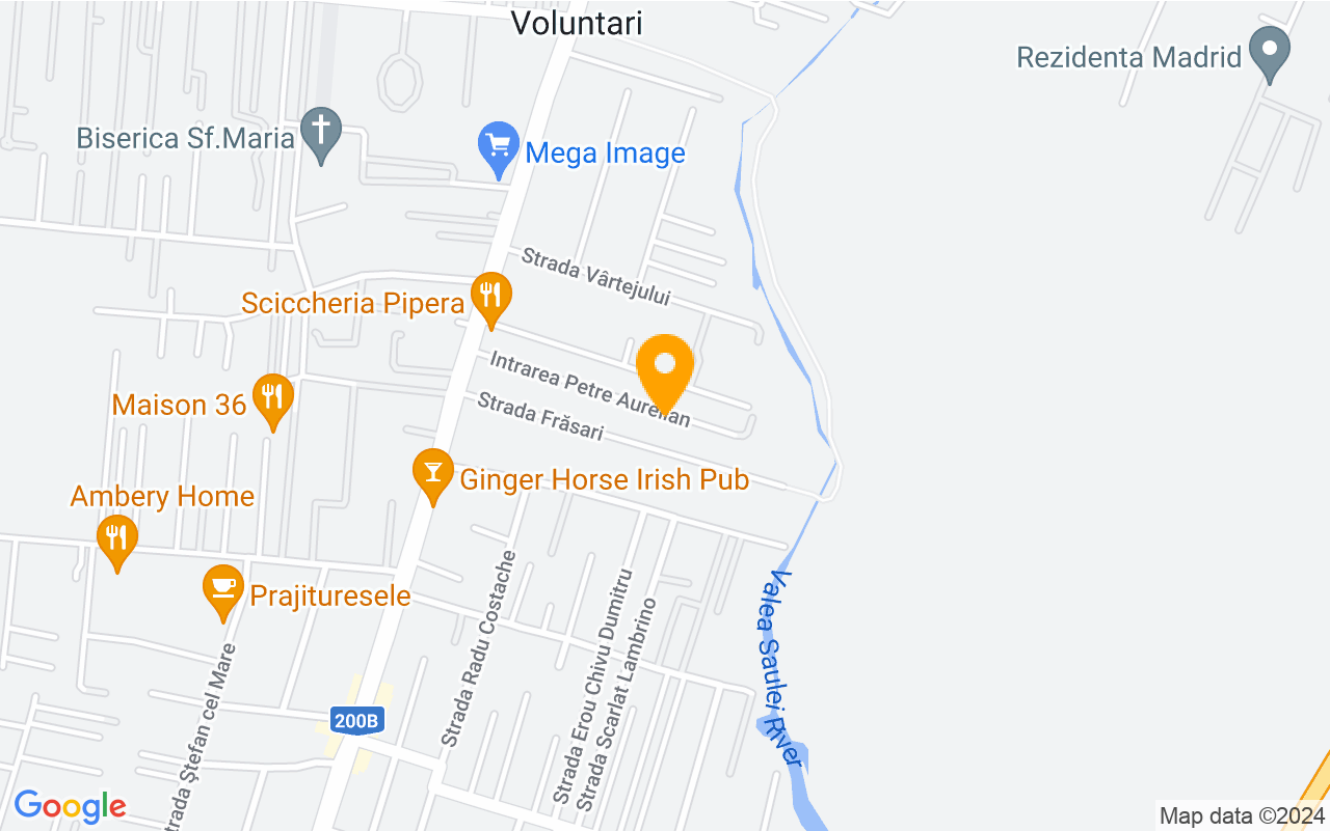 Voluntari
Rezidenta Madrid
Biserica Sf.Maria
Mega Image
Strada Vârtejului
Sciccheria Pipera
Intrarea Petre Aurelian
Maison 36
Strada Frăsari
Ginger Horse Irish Pub
Ambery Home
Prajituresele
Strada Radu Costache
Strada Erou Chivu Dumitru
Strada Scarlat Lambrino
Valea Saulei River
trada Ștefan cel Mare
200B
Google
Map data ©2024